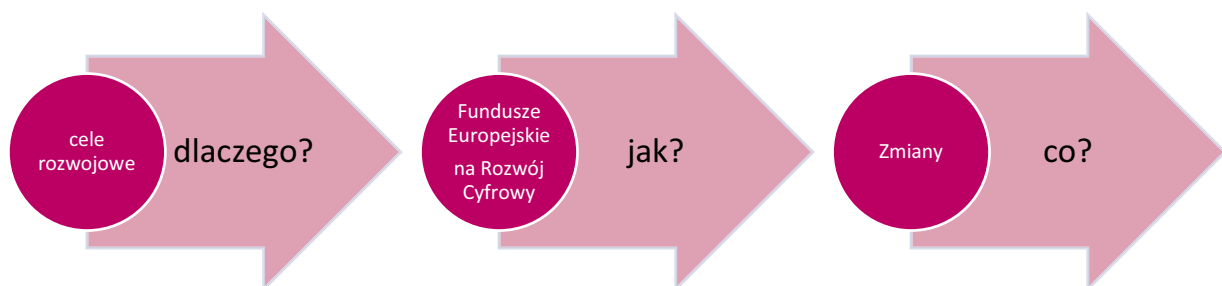 cele
rozwojowe
dlaczego?
Fundusze
Europejskie
na Rozwój
Cyfrowy
jak?
Zmiany
co?